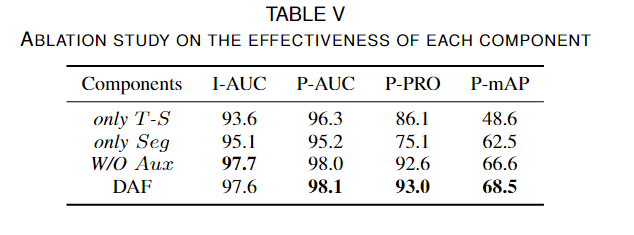 TABLE V
ABLATION STUDY ON THE EFFECTIVENESS OF EACH COMPONENT
Components I-AUC P-AUC P-PRO P-mAP
only T-S 93.6 96.3 86.1 48.6
only Seg 95.1 95.2 75.1 62.5
W/O Aux 97.7 98.0 92.6 66.6
DAF 97.6 98.1 93.0 68.5